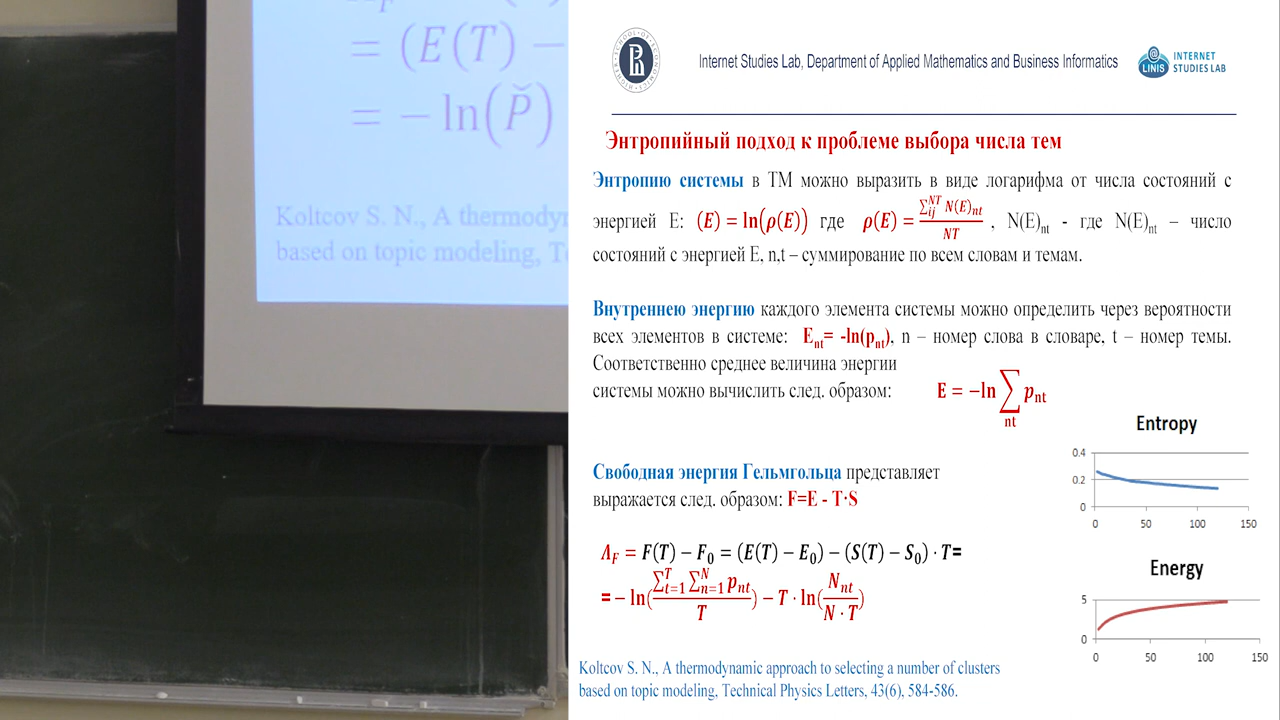 = (E(T) −
= − ln(P̌)
Koltcov S. N., A thermodyn
based on topic modeling, Te
Internet Studies Lab, Department of Applied Mathematics and Business Informatics
LINIS
INTERNET
STUDIES LAB
HIGHER SCHOOL OF ECONOMICS
Энтропийный подход к проблеме выбора числа тем
Энтропию системы в ТМ можно выразить в виде логарифма от числа состояний с
энергией E: (E) = ln(ρ(E)) где ρ(E) = ∑ᵢⱼᴺᵀ N(E)ₙₜ / NT , N(E)nt - где N(E)nt – число
состояний с энергией E, n,t – суммирование по всем словам и темам.
Внутреннею энергию каждого элемента системы можно определить через вероятности
всех элементов в системе: Ent= -ln(pnt), n – номер слова в словаре, t – номер темы.
Соответственно среднее величина энергии
системы можно вычислить след. образом: E = −ln ∑nt pnt
Свободная энергия Гельмгольца представляет
выражается след. образом: F=E - T·S
Λ_F = F(T) − F₀ = (E(T) − E₀) − (S(T) − S₀) · T=
= − ln(∑_{t=1}^{T} ∑_{n=1}^{N} pnt / T) − T · ln(Nnt / N · T)
Entropy
0.4
0.2
0
0 50 100 150
Energy
5
0
0 50 100 150
Koltcov S. N., A thermodynamic approach to selecting a number of clusters
based on topic modeling, Technical Physics Letters, 43(6), 584-586.